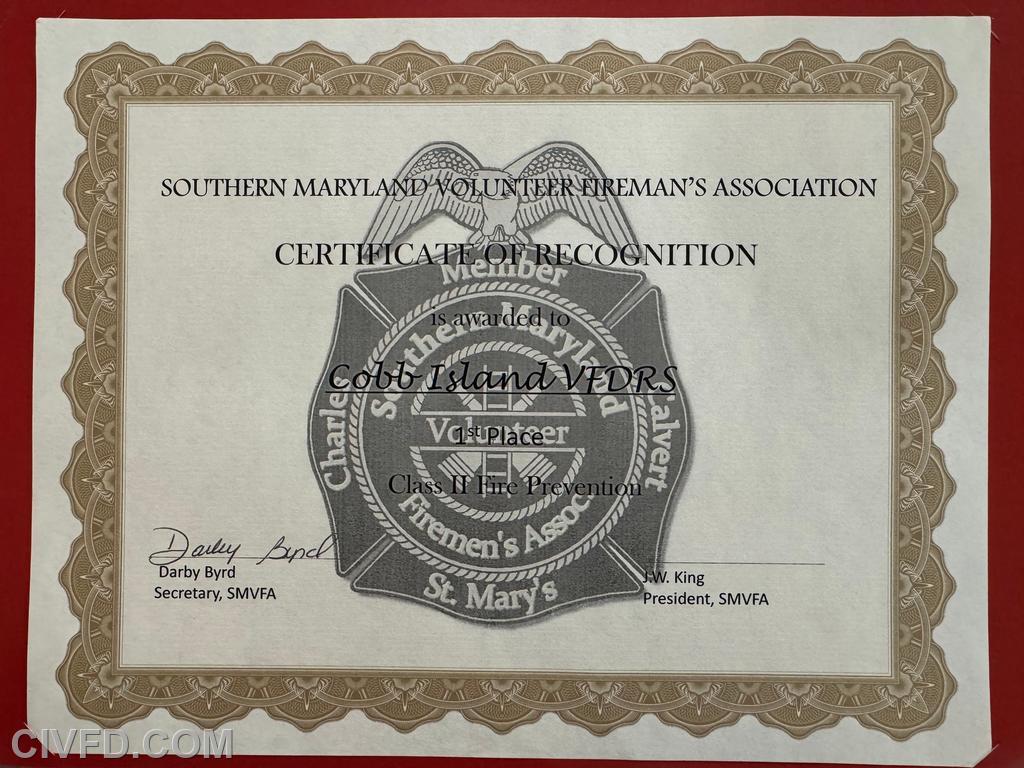 SOUTHERN MARYLAND VOLUNTEER FIREMAN'S ASSOCIATION
CERTIFICATE OF RECOGNITION
Member
is awarded to
Southern Maryland
Cobb Island VFDRS
Charles
Calvert
Volunteer
1st Place
Class II Fire Prevention
Firemen's Assoc
St. Mary's
Darby Byrd
Darby Byrd
Secretary, SMVFA
J.W. King
President, SMVFA
CIVFD.COM